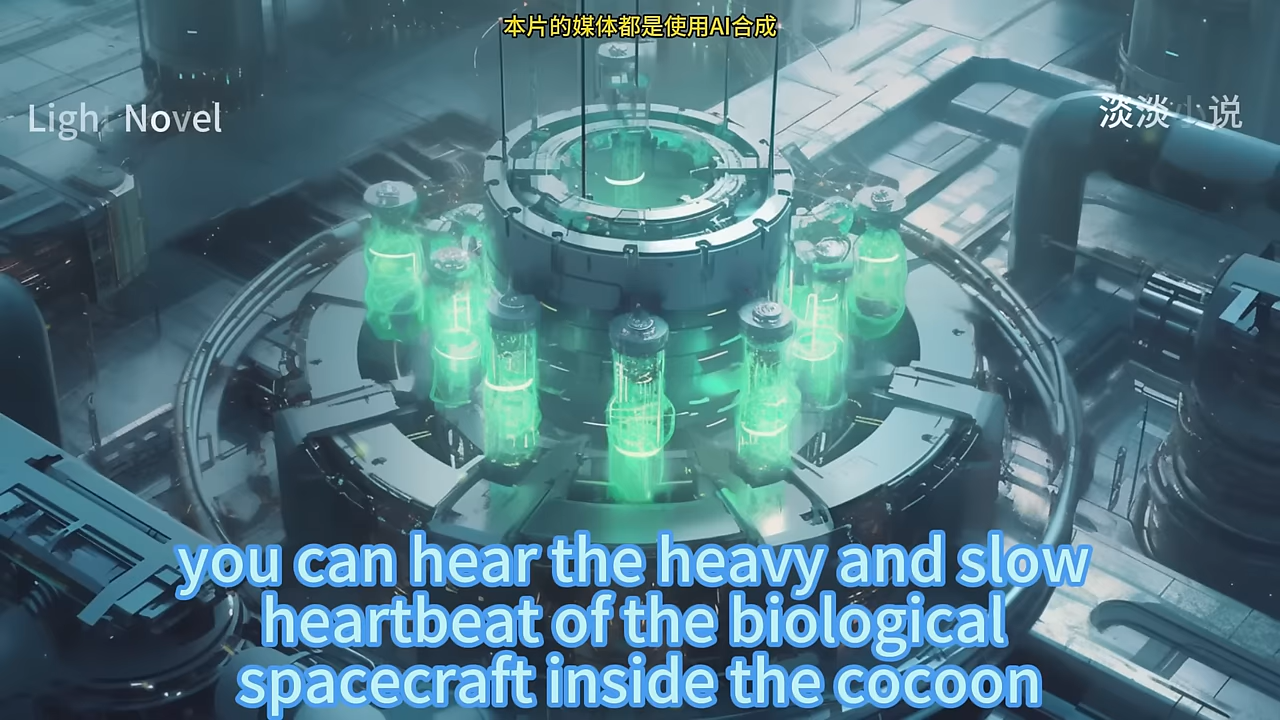 本片的媒体都是使用AI合成
Light Novel
淡淡小说
you can hear the heavy and slow
heartbeat of the biological
spacecraft inside the cocoon